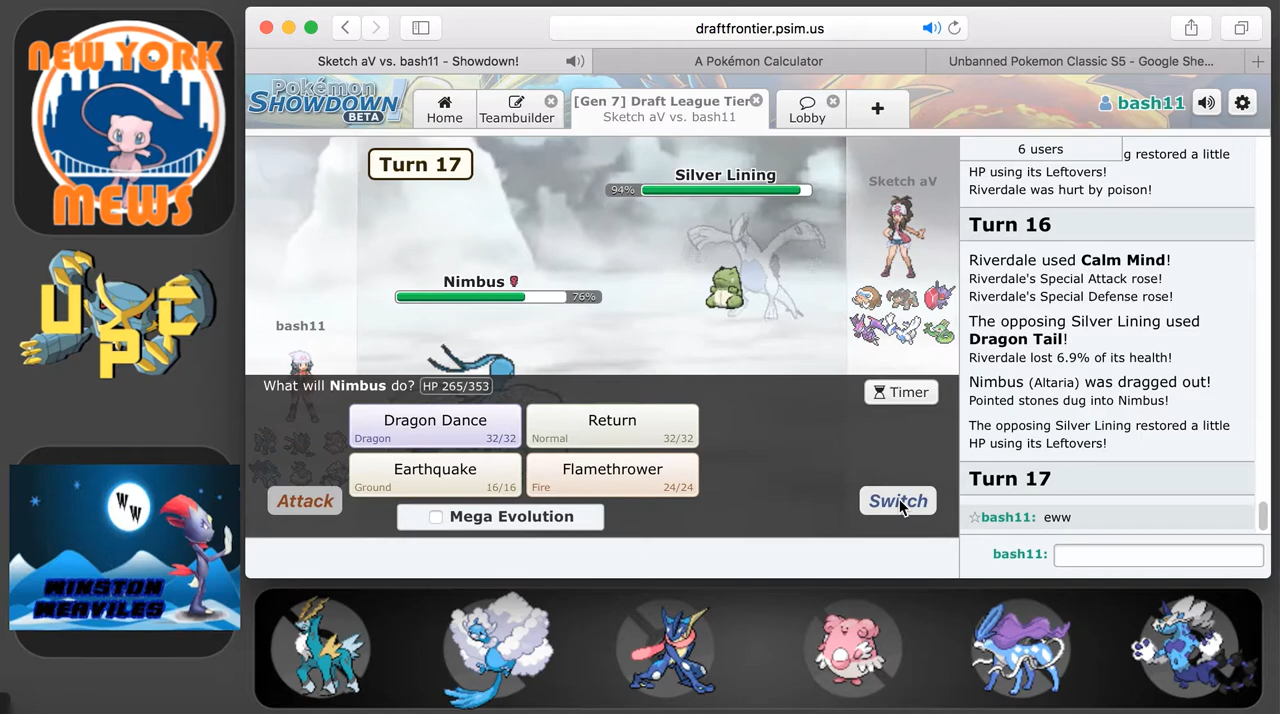 NEW YORK
MEWS
U C
P
WW
WINSTON
MERVILES
draftfrontier.psim.us
Sketch aV vs. bash11 - Showdown!
A Pokémon Calculator
Unbanned Pokemon Classic S5 - Google She...
Pokémon
SHOWDOWN!
BETA
Home
Teambuilder
[Gen 7] Draft League Tier
Sketch aV vs. bash11
Lobby
bash11
Turn 17
Silver Lining
94%
Nimbus
76%
bash11
Sketch aV
What will Nimbus do? HP 265/353
Timer
Dragon Dance
Dragon 32/32
Return
Normal 32/32
Earthquake
Ground 16/16
Flamethrower
Fire 24/24
Attack
Switch
Mega Evolution
6 users
g restored a little
HP using its Leftovers!
Riverdale was hurt by poison!
Turn 16
Riverdale used Calm Mind!
Riverdale's Special Attack rose!
Riverdale's Special Defense rose!
The opposing Silver Lining used
Dragon Tail!
Riverdale lost 6.9% of its health!
Nimbus (Altaria) was dragged out!
Pointed stones dug into Nimbus!
The opposing Silver Lining restored a little
HP using its Leftovers!
Turn 17
☆bash11: eww
bash11: